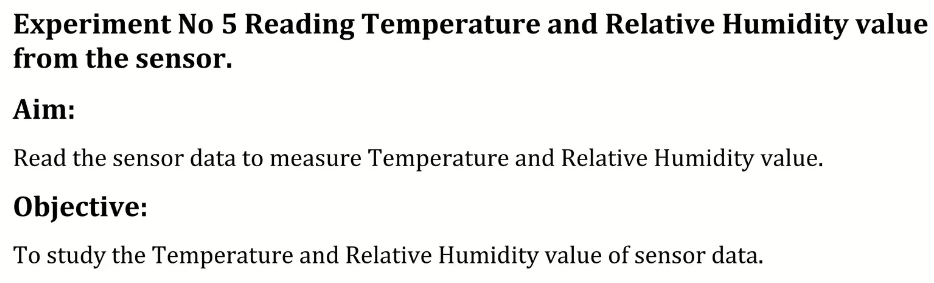 Experiment No 5 Reading Temperature and Relative Humidity value
from the sensor.
Aim:
Read the sensor data to measure Temperature and Relative Humidity value.
Objective:
To study the Temperature and Relative Humidity value of sensor data.